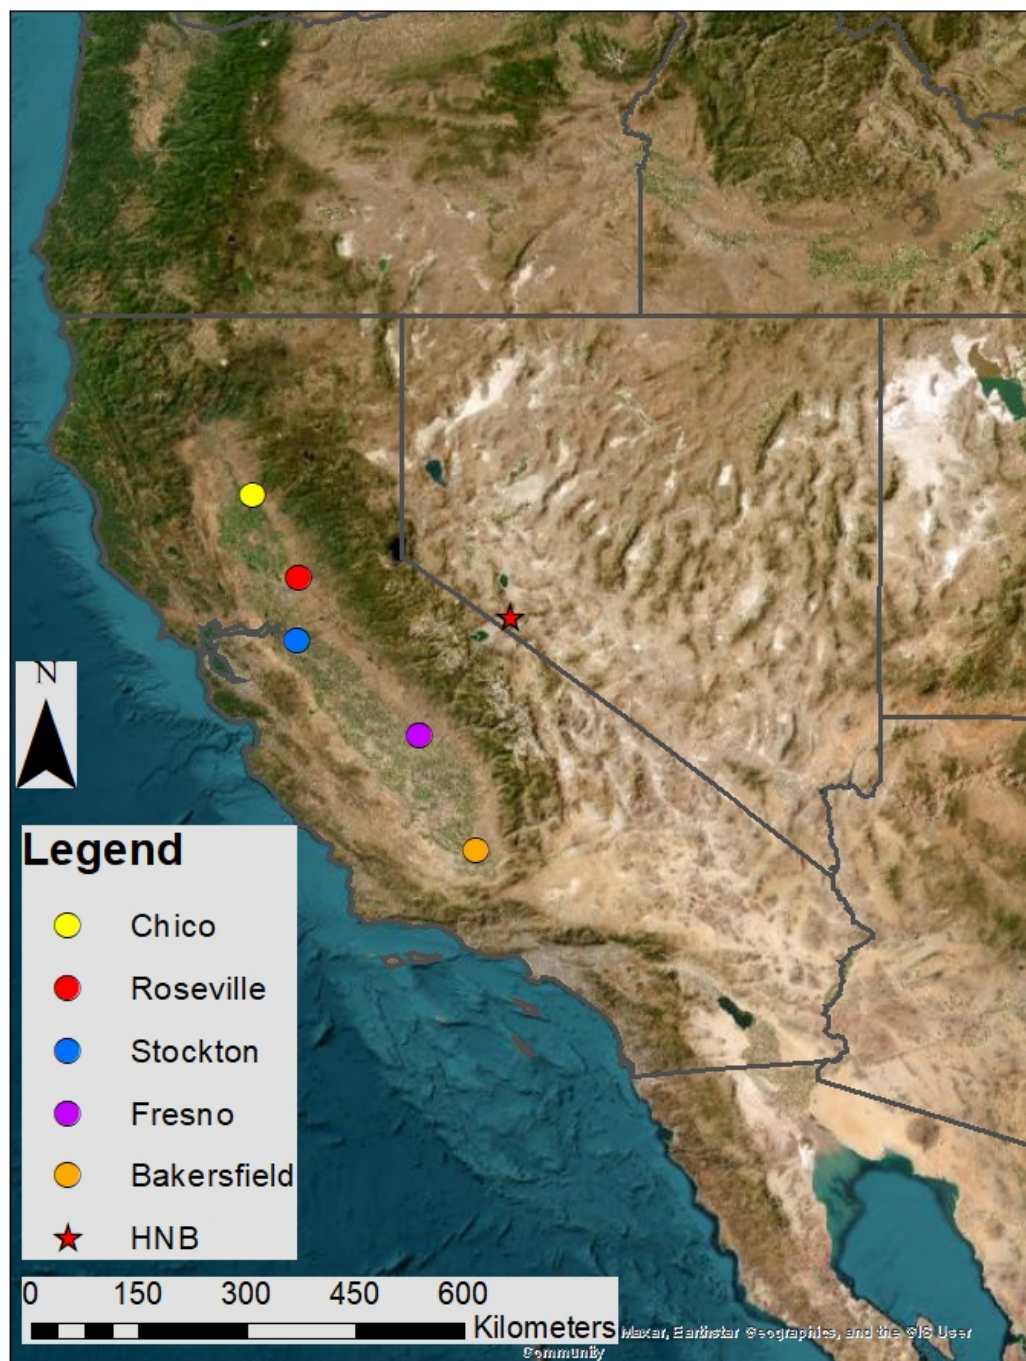 N
Legend
Chico
Roseville
Stockton
Fresno
Bakersfield
HNB
0 150 300 450 600
Kilometers
Maxar, Earthstar Geographics, and the GIS User
Community